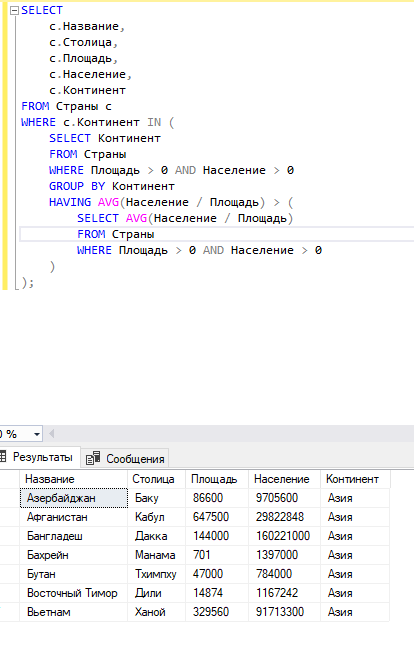 SELECT
с.Название,
с.Столица,
с.Площадь,
с.Население,
с.Континент
FROM Страны с
WHERE с.Континент IN (
SELECT Континент
FROM Страны
WHERE Площадь > 0 AND Население > 0
GROUP BY Континент
HAVING AVG(Население / Площадь) > (
SELECT AVG(Население / Площадь)
FROM Страны
WHERE Площадь > 0 AND Население > 0
)
);
0 %
Результаты Сообщения
Название Столица Площадь Население Континент
Азербайджан Баку 86600 9705600 Азия
Афганистан Кабул 647500 29822848 Азия
Бангладеш Дакка 144000 160221000 Азия
Бахрейн Манама 701 1397000 Азия
Бутан Тхимпху 47000 784000 Азия
Восточный Тимор Дили 14874 1167242 Азия
Вьетнам Ханой 329560 91713300 Азия